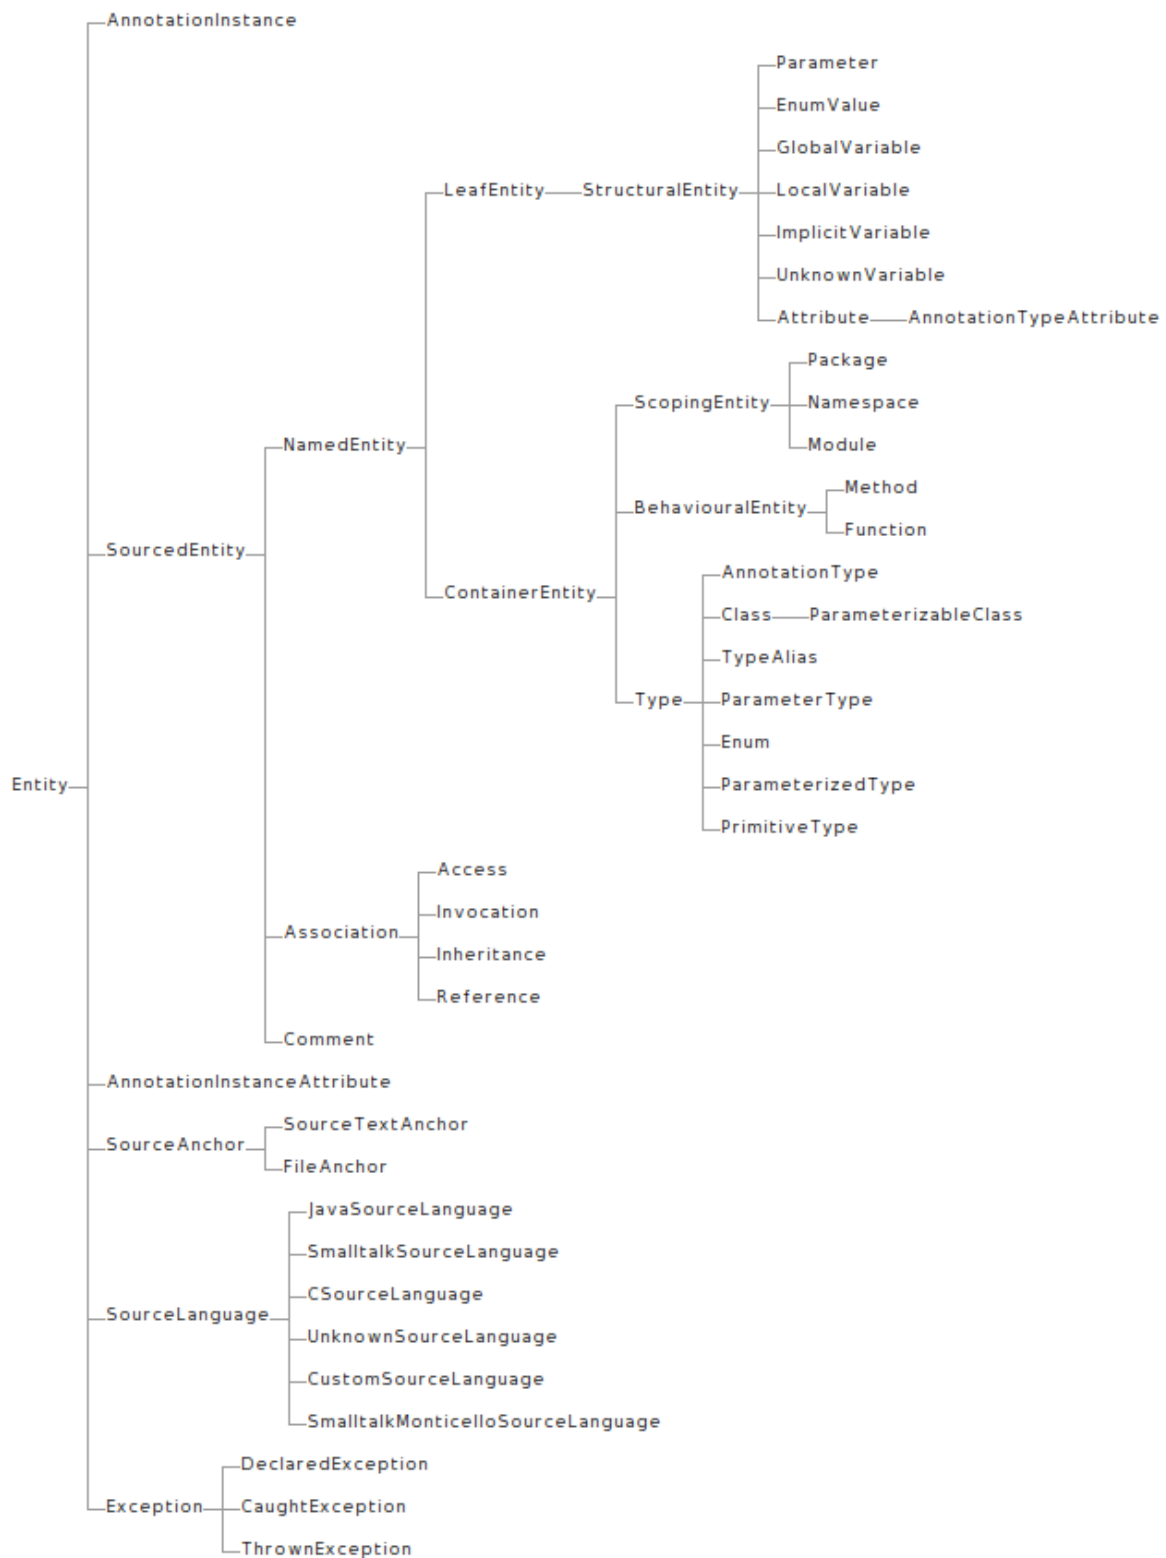 AnnotationInstance
Parameter
EnumValue
GlobalVariable
LeafEntity StructuralEntity LocalVariable
ImplicitVariable
UnknownVariable
Attribute AnnotationTypeAttribute
Package
ScopingEntity Namespace
NamedEntity Module
Method
BehaviouralEntity
Function
SourcedEntity
AnnotationType
ContainerEntity
Class ParameterizableClass
TypeAlias
Type ParameterType
Enum
Entity ParameterizedType
PrimitiveType
Access
Invocation
Association
Inheritance
Reference
Comment
AnnotationInstanceAttribute
SourceTextAnchor
SourceAnchor
FileAnchor
JavaSourceLanguage
SmalltalkSourceLanguage
CSourceLanguage
SourceLanguage
UnknownSourceLanguage
CustomSourceLanguage
SmalltalkMonticelloSourceLanguage
DeclaredException
Exception CaughtException
ThrownException